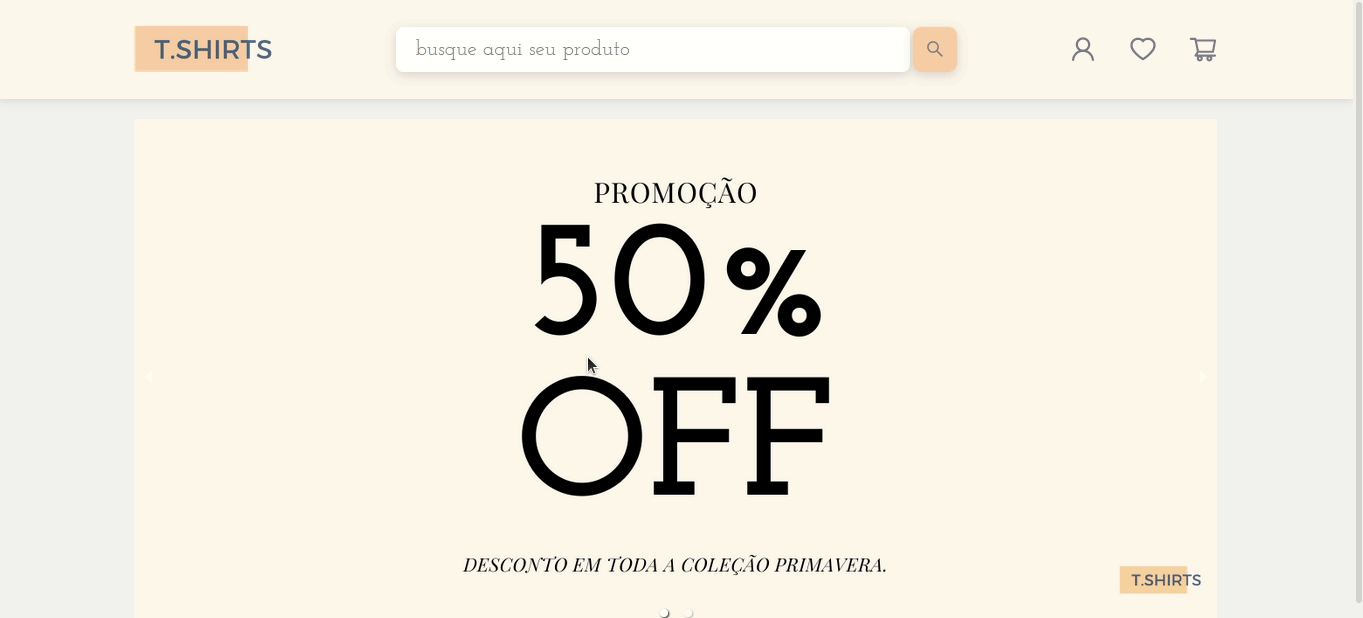 T.SHIRTS
busque aqui seu produto
PROMOÇÃO
50%
OFF
DESCONTO EM TODA A COLEÇÃO PRIMAVERA.
T.SHIRTS